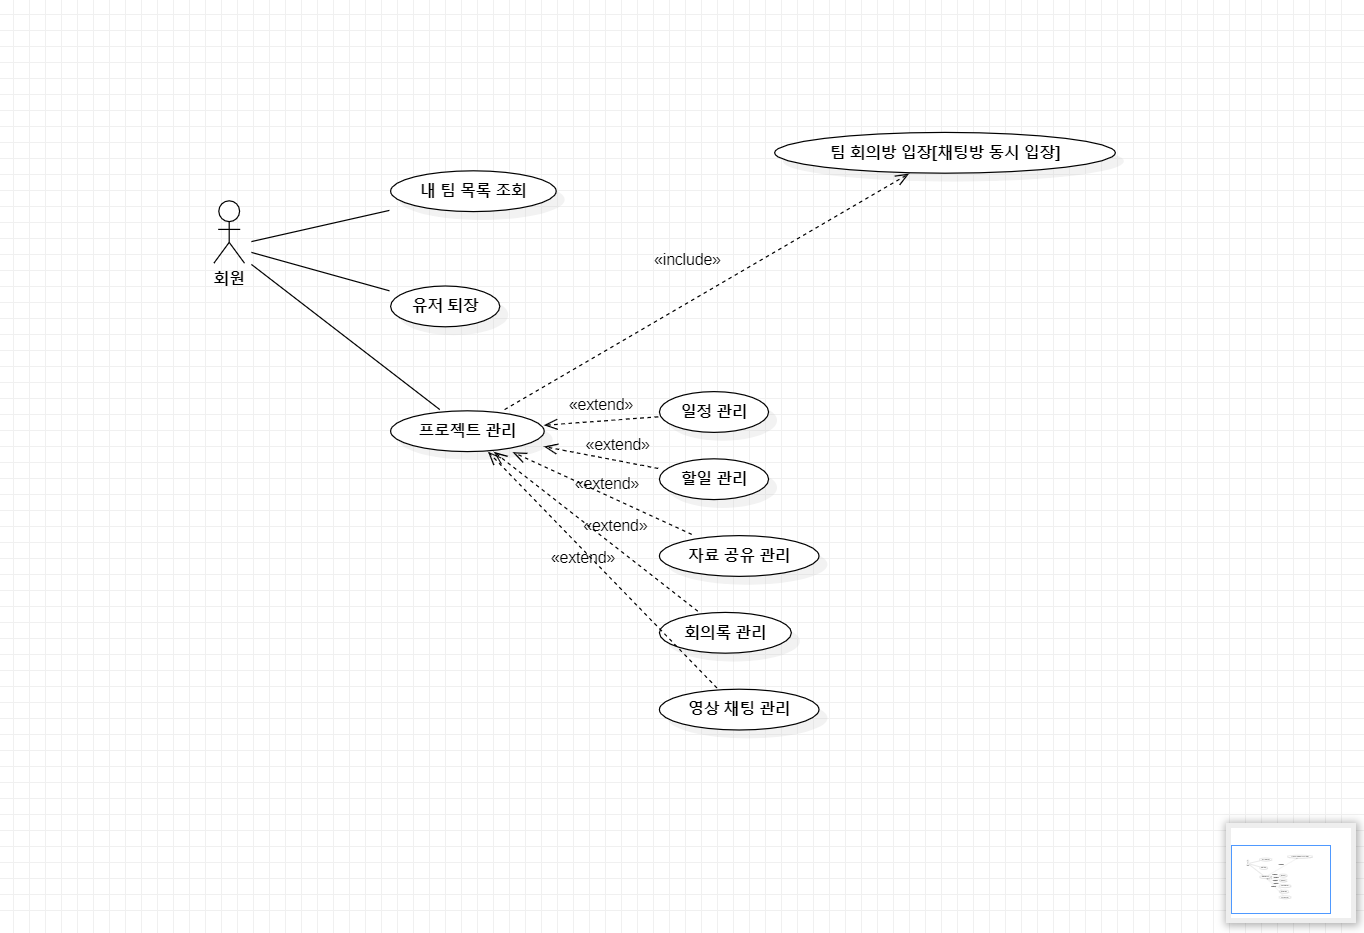 팀 회의방 입장[채팅방 동시 입장]
내 팀 목록 조회
회원
«include»
유저 퇴장
«extend»
일정 관리
프로젝트 관리
«extend»
할일 관리
«extend»
«extend»
자료 공유 관리
«extend»
회의록 관리
영상 채팅 관리